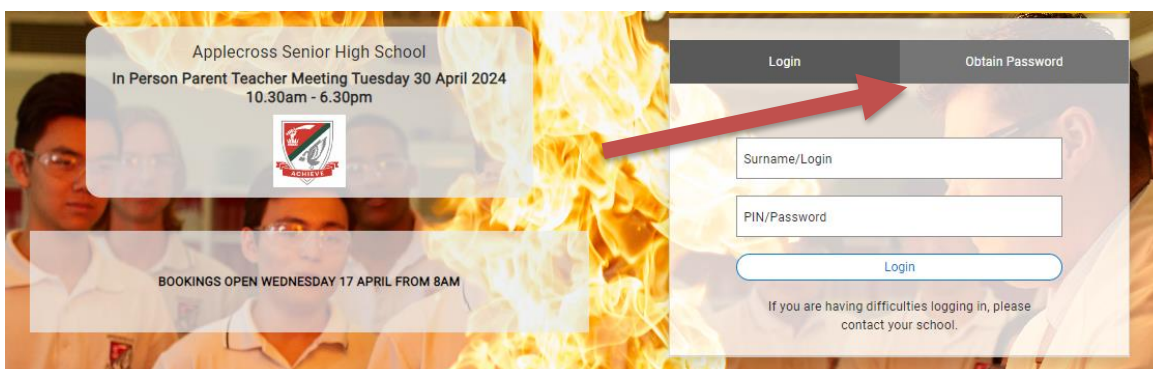 Applecross Senior High School
In Person Parent Teacher Meeting Tuesday 30 April 2024
10.30am - 6.30pm
ACHIEVE
BOOKINGS OPEN WEDNESDAY 17 APRIL FROM 8AM
Login
Obtain Password
Surname/Login
PIN/Password
Login
If you are having difficulties logging in, please
contact your school.